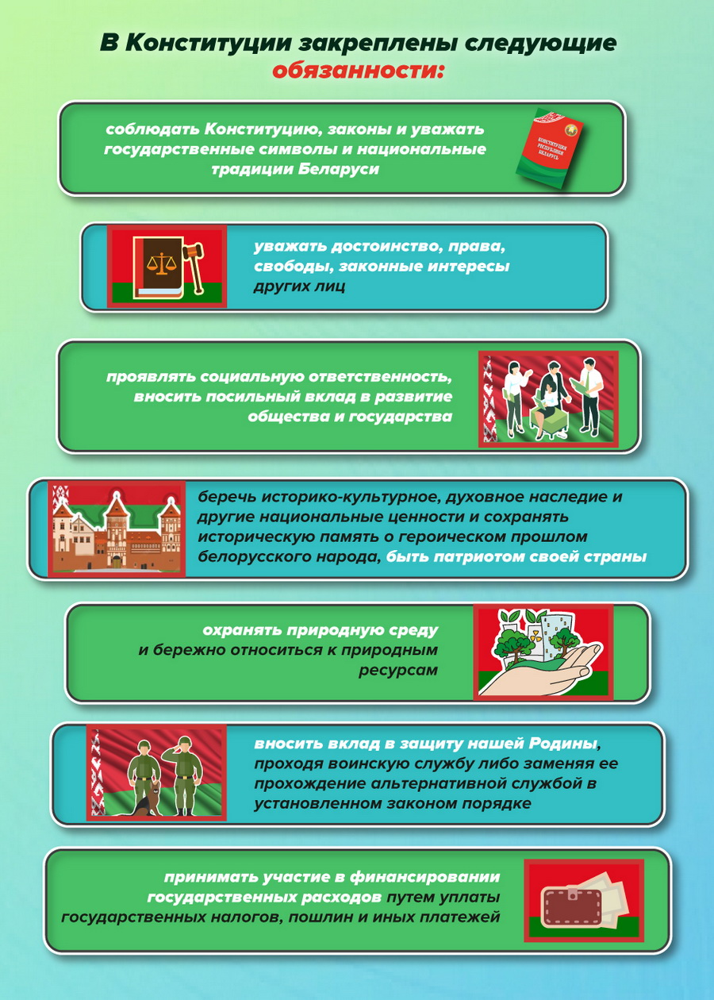 В Конституции закреплены следующие
обязанности:
соблюдать Конституцию, законы и уважать
государственные символы и национальные
традиции Беларуси
КОНСТИТУЦИЯ
РЕСПУБЛИКИ
БЕЛАРУСЬ
уважать достоинство, права,
свободы, законные интересы
других лиц
проявлять социальную ответственность,
вносить посильный вклад в развитие
общества и государства
беречь историко-культурное, духовное наследие и
другие национальные ценности и сохранять
историческую память о героическом прошлом
белорусского народа, быть патриотом своей страны
охранять природную среду
и бережно относиться к природным
ресурсам
вносить вклад в защиту нашей Родины,
проходя воинскую службу либо заменяя ее
прохождение альтернативной службой в
установленном законом порядке
принимать участие в финансировании
государственных расходов путем уплаты
государственных налогов, пошлин и иных платежей